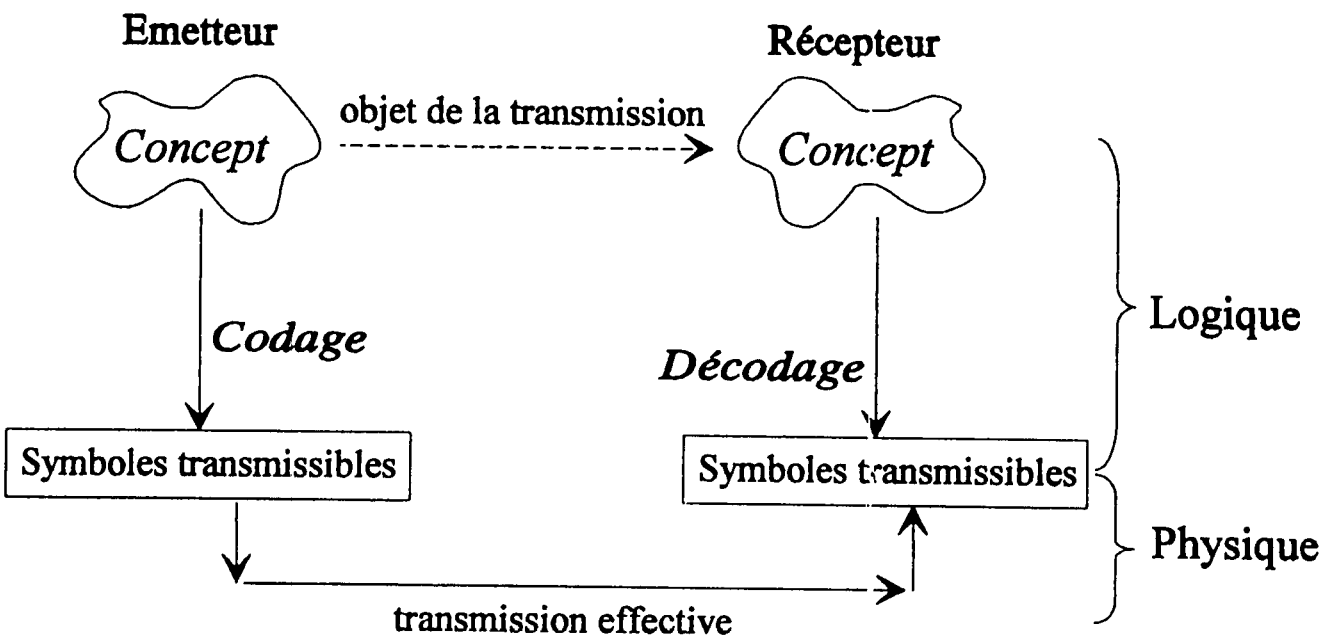 Emetteur
Récepteur
objet de la transmission
Concept
Concept
Codage
Décodage
Logique
Symboles transmissibles
Symboles transmissibles
Physique
transmission effective